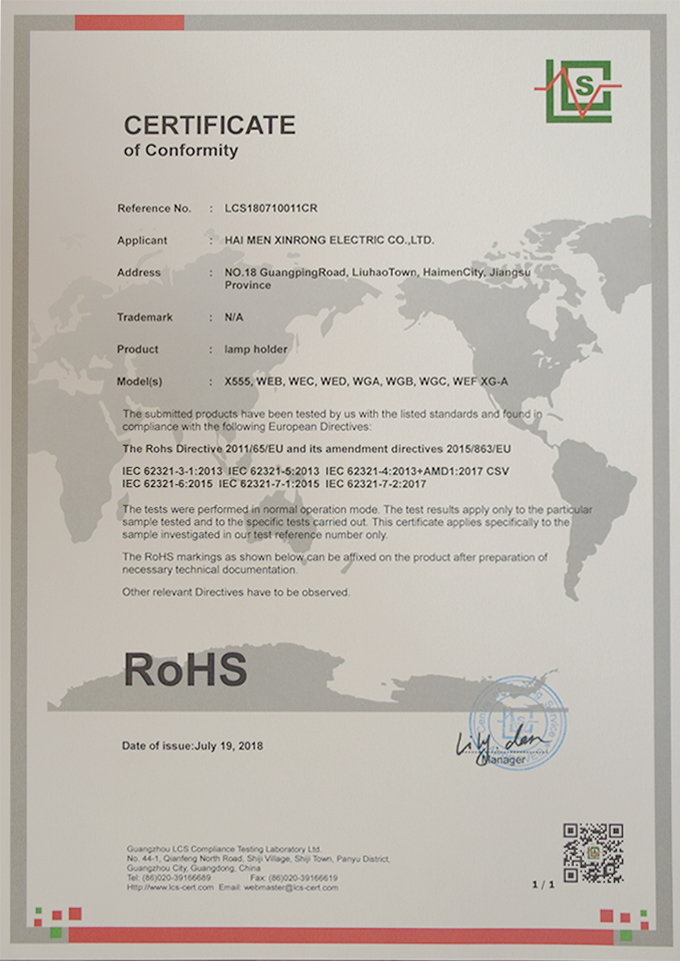 LCS
CERTIFICATE
of Conformity
Reference No. : LCS180710011CR
Applicant : HAI MEN XINRONG ELECTRIC CO.,LTD.
Address : NO.18 GuangpingRoad, LiuhaoTown, HaimenCity, Jiangsu
Province
Trademark : N/A
Product : lamp holder
Model(s) : X555, WEB, WEC, WED, WGA, WGB, WGC, WEF XG-A
The submitted products have been tested by us with the listed standards and found in
compliance with the following European Directives:
The Rohs Directive 2011/65/EU and its amendment directives 2015/863/EU
IEC 62321-3-1:2013 IEC 62321-5:2013 IEC 62321-4:2013+AMD1:2017 CSV
IEC 62321-6:2015 IEC 62321-7-1:2015 IEC 62321-7-2:2017
The tests were performed in normal operation mode. The test results apply only to the particular
sample tested and to the specific tests carried out. This certificate applies specifically to the
sample investigated in our test reference number only.
The RoHS markings as shown below can be affixed on the product after preparation of
necessary technical documentation.
Other relevant Directives have to be observed.
RoHS
Date of issue:July 19, 2018
Manager
Guangzhou LCS Compliance Testing Laboratory Ltd.
No. 44-1, Qianfeng North Road, Shiji Village, Shiji Town, Panyu District,
Guangzhou City, Guangdong, China
Tel: (86)020-39166689 Fax: (86)020-39166619
Http://www.lcs-cert.com Email: webmaster@lcs-cert.com
1 / 1